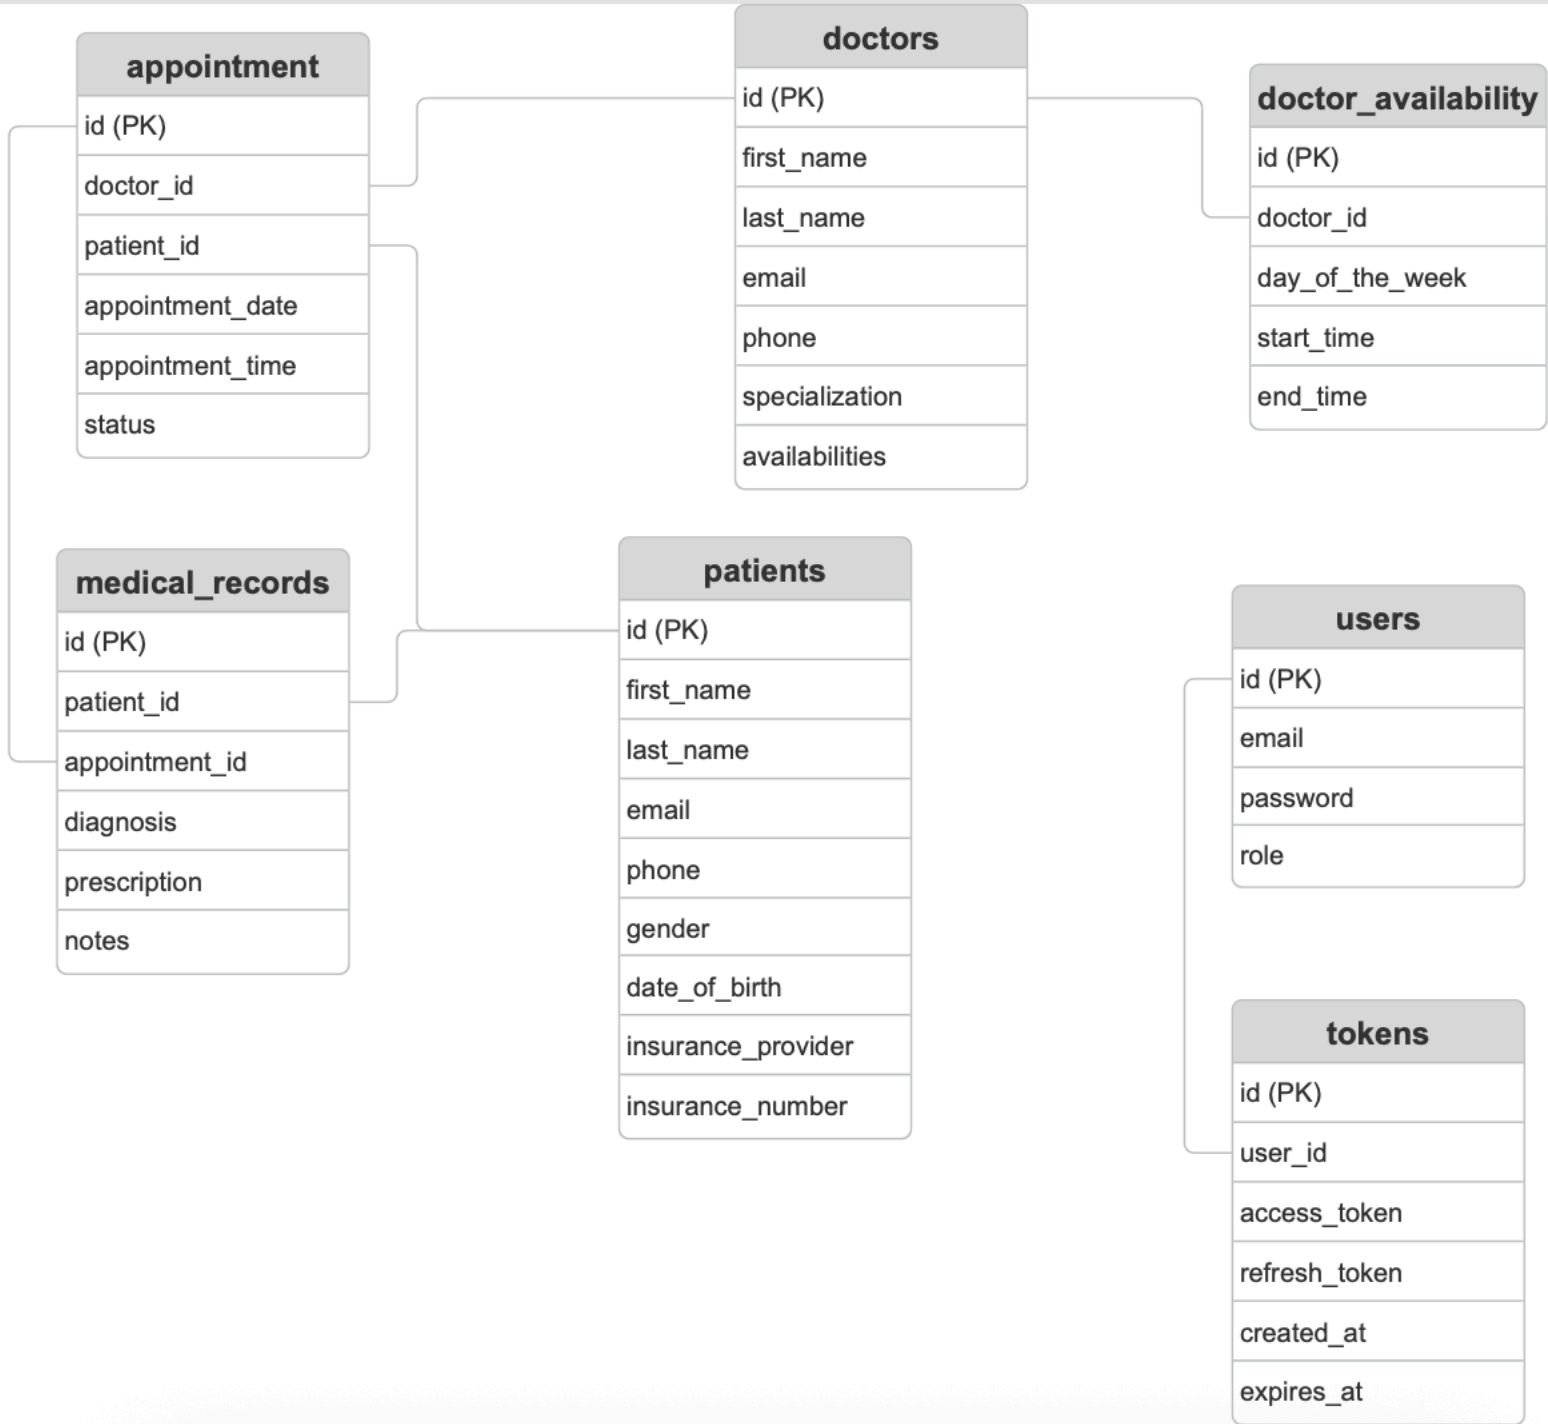 appointment
id (PK)
doctor_id
patient_id
appointment_date
appointment_time
status
doctors
id (PK)
first_name
last_name
email
phone
specialization
availabilities
doctor_availability
id (PK)
doctor_id
day_of_the_week
start_time
end_time
medical_records
id (PK)
patient_id
appointment_id
diagnosis
prescription
notes
patients
id (PK)
first_name
last_name
email
phone
gender
date_of_birth
insurance_provider
insurance_number
users
id (PK)
email
password
role
tokens
id (PK)
user_id
access_token
refresh_token
created_at
expires_at